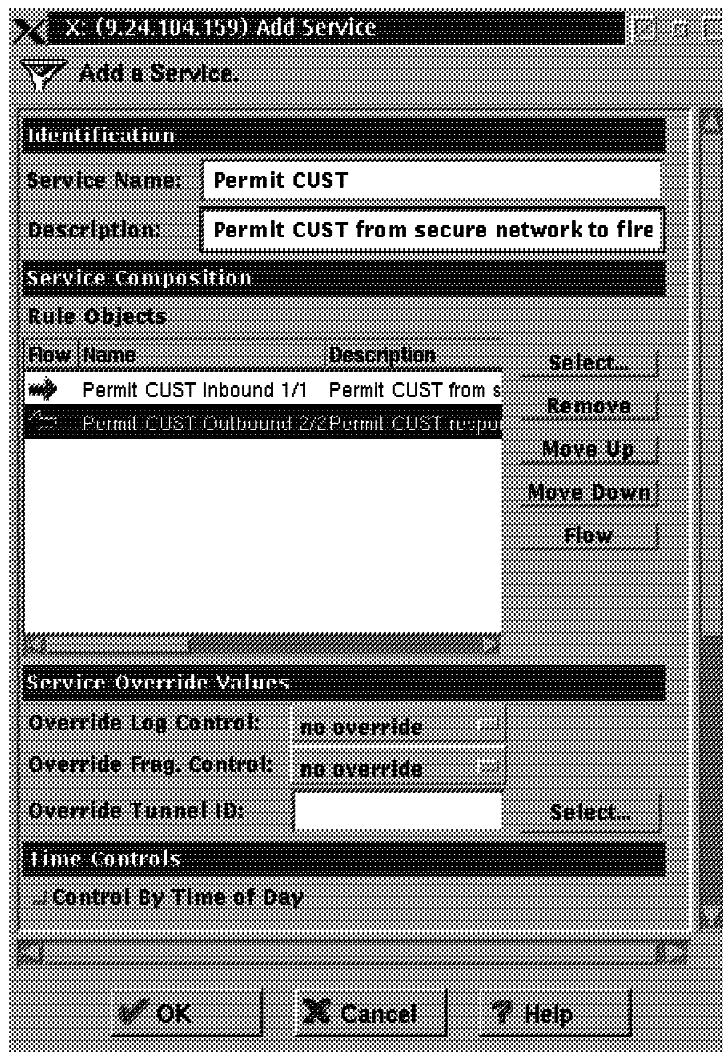 X: (9.24.104.159) Add Service
Add a Service.
Identification
Service Name: Permit CUST
Description: Permit CUST from secure network to fire
Service Composition
Rule Objects
Flow Name Description
Select...
Permit CUST Inbound 1/1 Permit CUST from s
Remove
Permit CUST Outbound 2/2 Permit CUST respon
Move Up
Move Down
Flow
Service Override Values
Override Log Control: no override
Override Frag. Control: no override
Override Tunnel ID: Select...
Time Controls
Control By Time of Day
OK Cancel Help